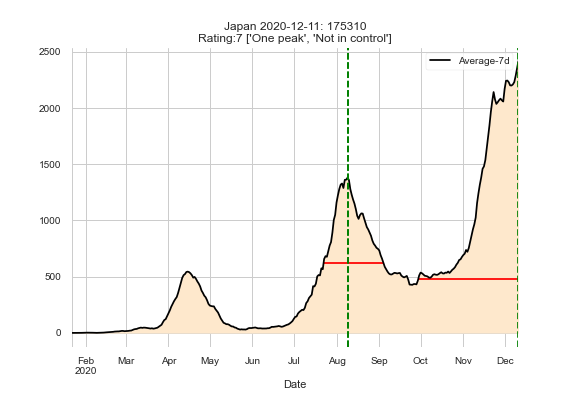 Japan 2020-12-11: 175310
Rating:7 ['One peak', 'Not in control']
2500
2000
1500
1000
500
0
Average-7d
Feb Mar Apr May Jun Jul Aug Sep Oct Nov Dec
2020
Date